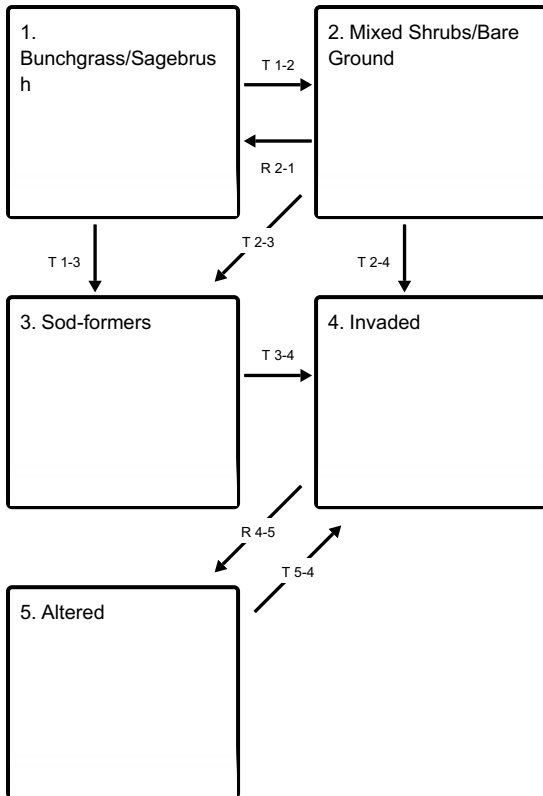 1.
Bunchgrass/Sagebrus
h
2. Mixed Shrubs/Bare
Ground
T 1-2
R 2-1
T 1-3
T 2-3
T 2-4
3. Sod-formers
4. Invaded
T 3-4
R 4-5
T 5-4
5. Altered